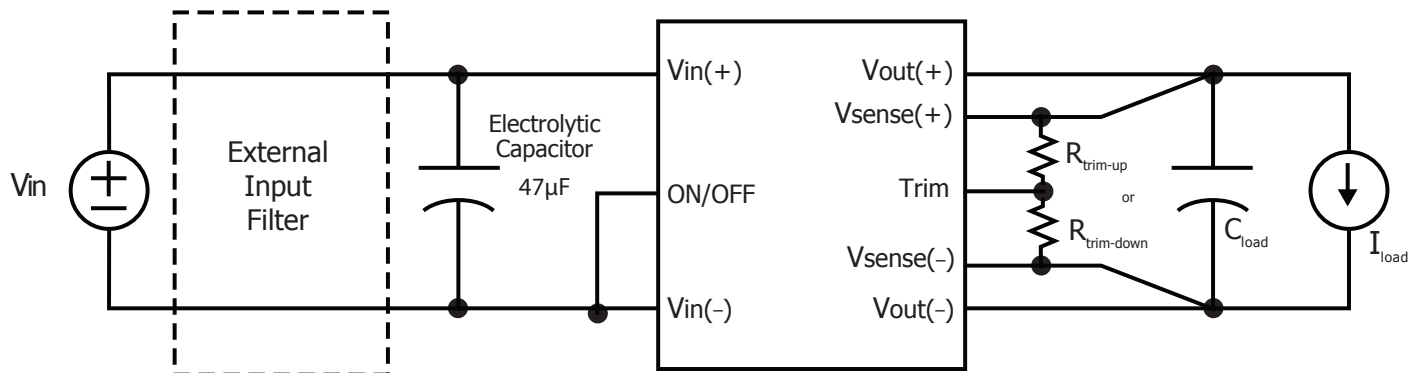 Vin
External
Input
Filter
Electrolytic
Capacitor
47µF
Vin(+)
ON/OFF
Vin(−)
Vout(+)
Vsense(+)
Trim
Vsense(−)
Vout(−)
Rtrim-up
or
Rtrim-down
Cload
Iload